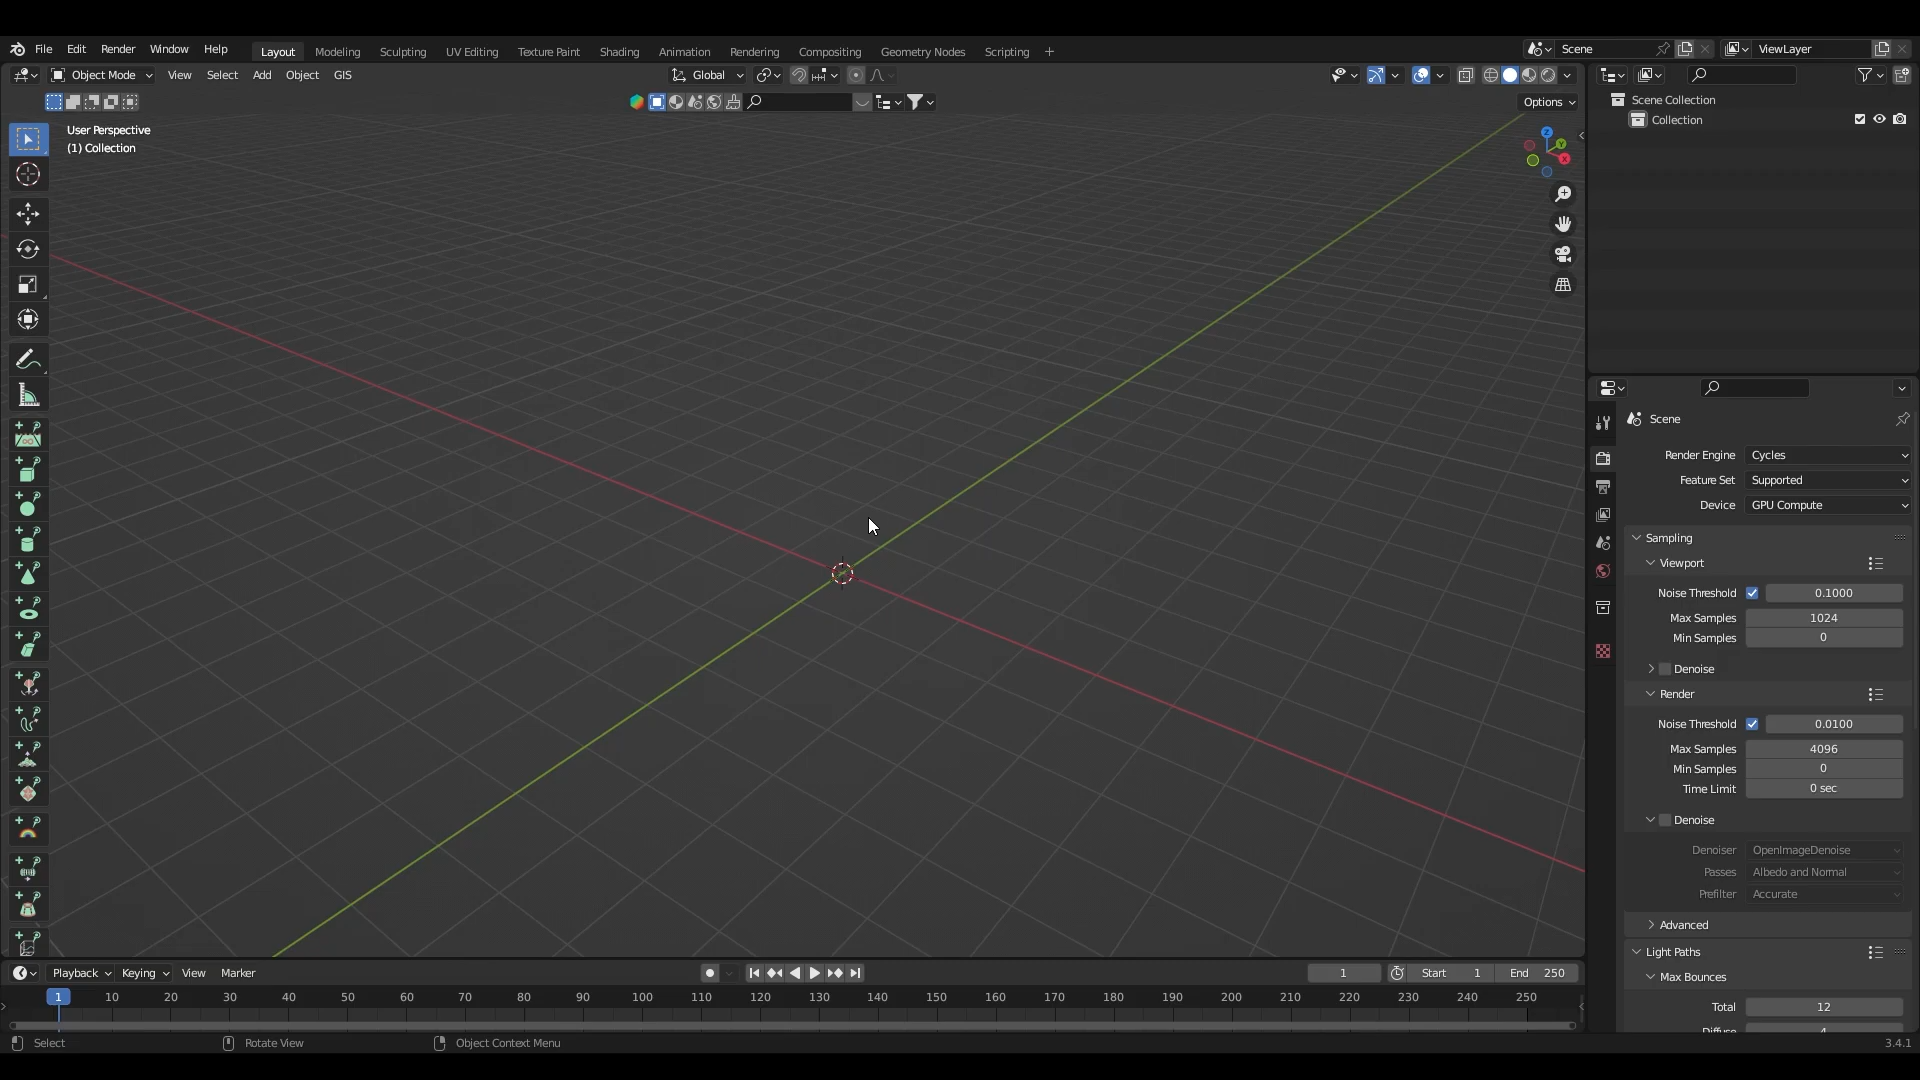 File Edit Render Window Help Layout Modeling Sculpting UV Editing Texture Paint Shading Animation Rendering Compositing Geometry Nodes Scripting + Scene ViewLayer
Object Mode View Select Add Object GIS Global
Options
User Perspective
(1) Collection
Scene Collection
Collection
Z
Y
X
Scene
Render Engine Cycles
Feature Set Supported
Device GPU Compute
Sampling
Viewport
Noise Threshold 0.1000
Max Samples 1024
Min Samples 0
Denoise
Render
Noise Threshold 0.0100
Max Samples 4096
Min Samples 0
Time Limit 0 sec
Denoise
Denoiser OpenImageDenoise
Passes Albedo and Normal
Prefilter Accurate
Advanced
Light Paths
Max Bounces
Total 12
Diffuse 4
Playback Keying View Marker 1 Start 1 End 250
1 10 20 30 40 50 60 70 80 90 100 110 120 130 140 150 160 170 180 190 200 210 220 230 240 250
Select Rotate View Object Context Menu 3.4.1